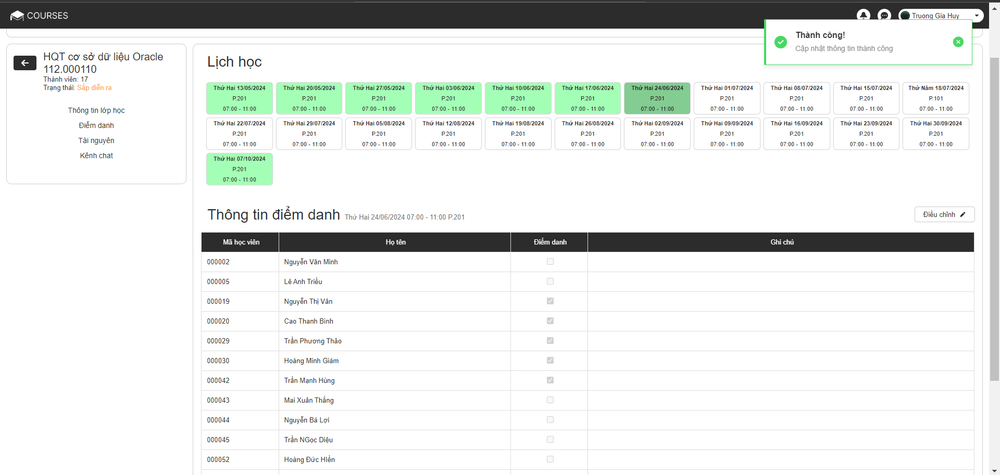 COURSES
Truong Gia Huy
Thành công!
Cập nhật thông tin thành công
HQT cơ sở dữ liệu Oracle
112.000110
Thành viên: 17
Trạng thái: Sắp diễn ra
Thông tin lớp học
Điểm danh
Tài nguyên
Kênh chat
Lịch học
Thứ Hai 13/05/2024 Thứ Hai 20/05/2024 Thứ Hai 27/05/2024 Thứ Hai 03/06/2024 Thứ Hai 10/06/2024 Thứ Hai 17/06/2024 Thứ Hai 24/06/2024 Thứ Hai 01/07/2024 Thứ Hai 08/07/2024 Thứ Hai 15/07/2024 Thứ Năm 18/07/2024
P.201 P.201 P.201 P.201 P.201 P.201 P.201 P.201 P.201 P.201 P.101
07:00 - 11:00 07:00 - 11:00 07:00 - 11:00 07:00 - 11:00 07:00 - 11:00 07:00 - 11:00 07:00 - 11:00 07:00 - 11:00 07:00 - 11:00 07:00 - 11:00 07:00 - 11:00
Thứ Hai 22/07/2024 Thứ Hai 29/07/2024 Thứ Hai 05/08/2024 Thứ Hai 12/08/2024 Thứ Hai 19/08/2024 Thứ Hai 26/08/2024 Thứ Hai 02/09/2024 Thứ Hai 09/09/2024 Thứ Hai 16/09/2024 Thứ Hai 23/09/2024 Thứ Hai 30/09/2024
P.201 P.201 P.201 P.201 P.201 P.201 P.201 P.201 P.201 P.201 P.201
07:00 - 11:00 07:00 - 11:00 07:00 - 11:00 07:00 - 11:00 07:00 - 11:00 07:00 - 11:00 07:00 - 11:00 07:00 - 11:00 07:00 - 11:00 07:00 - 11:00 07:00 - 11:00
Thứ Hai 07/10/2024
P.201
07:00 - 11:00
Thông tin điểm danh Thứ Hai 24/06/2024 07:00 - 11:00 P.201
Điều chỉnh
Mã học viên Họ tên Điểm danh Ghi chú
000002 Nguyễn Văn Minh
000005 Lê Anh Triều
000019 Nguyễn Thị Vân
000020 Cao Thanh Bình
000029 Trần Phương Thảo
000030 Hoàng Minh Giám
000042 Trần Mạnh Hùng
000043 Mai Xuân Thắng
000044 Nguyễn Bá Lợi
000045 Trần NGọc Diệu
000052 Hoàng Đức HIền